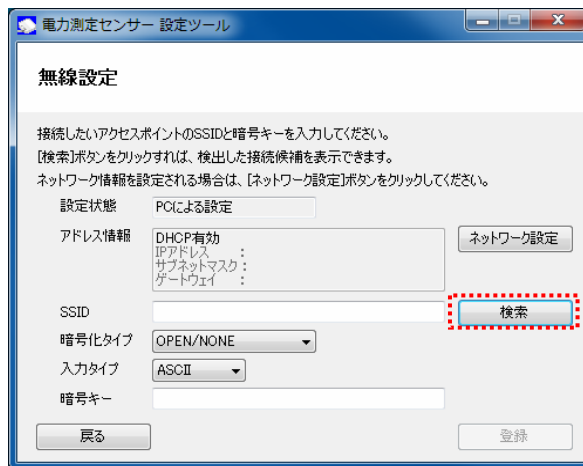 電力測定センサー 設定ツール
無線設定
接続したいアクセスポイントのSSIDと暗号キーを入力してください。
[検索]ボタンをクリックすれば、検出した接続候補を表示できます。
ネットワーク情報を設定される場合は、[ネットワーク設定]ボタンをクリックしてください。
設定状態 PCによる設定
アドレス情報 DHCP有効 ネットワーク設定
IPアドレス :
サブネットマスク :
ゲートウェイ :
SSID 検索
暗号化タイプ OPEN/NONE
入力タイプ ASCII
暗号キー
戻る 登録